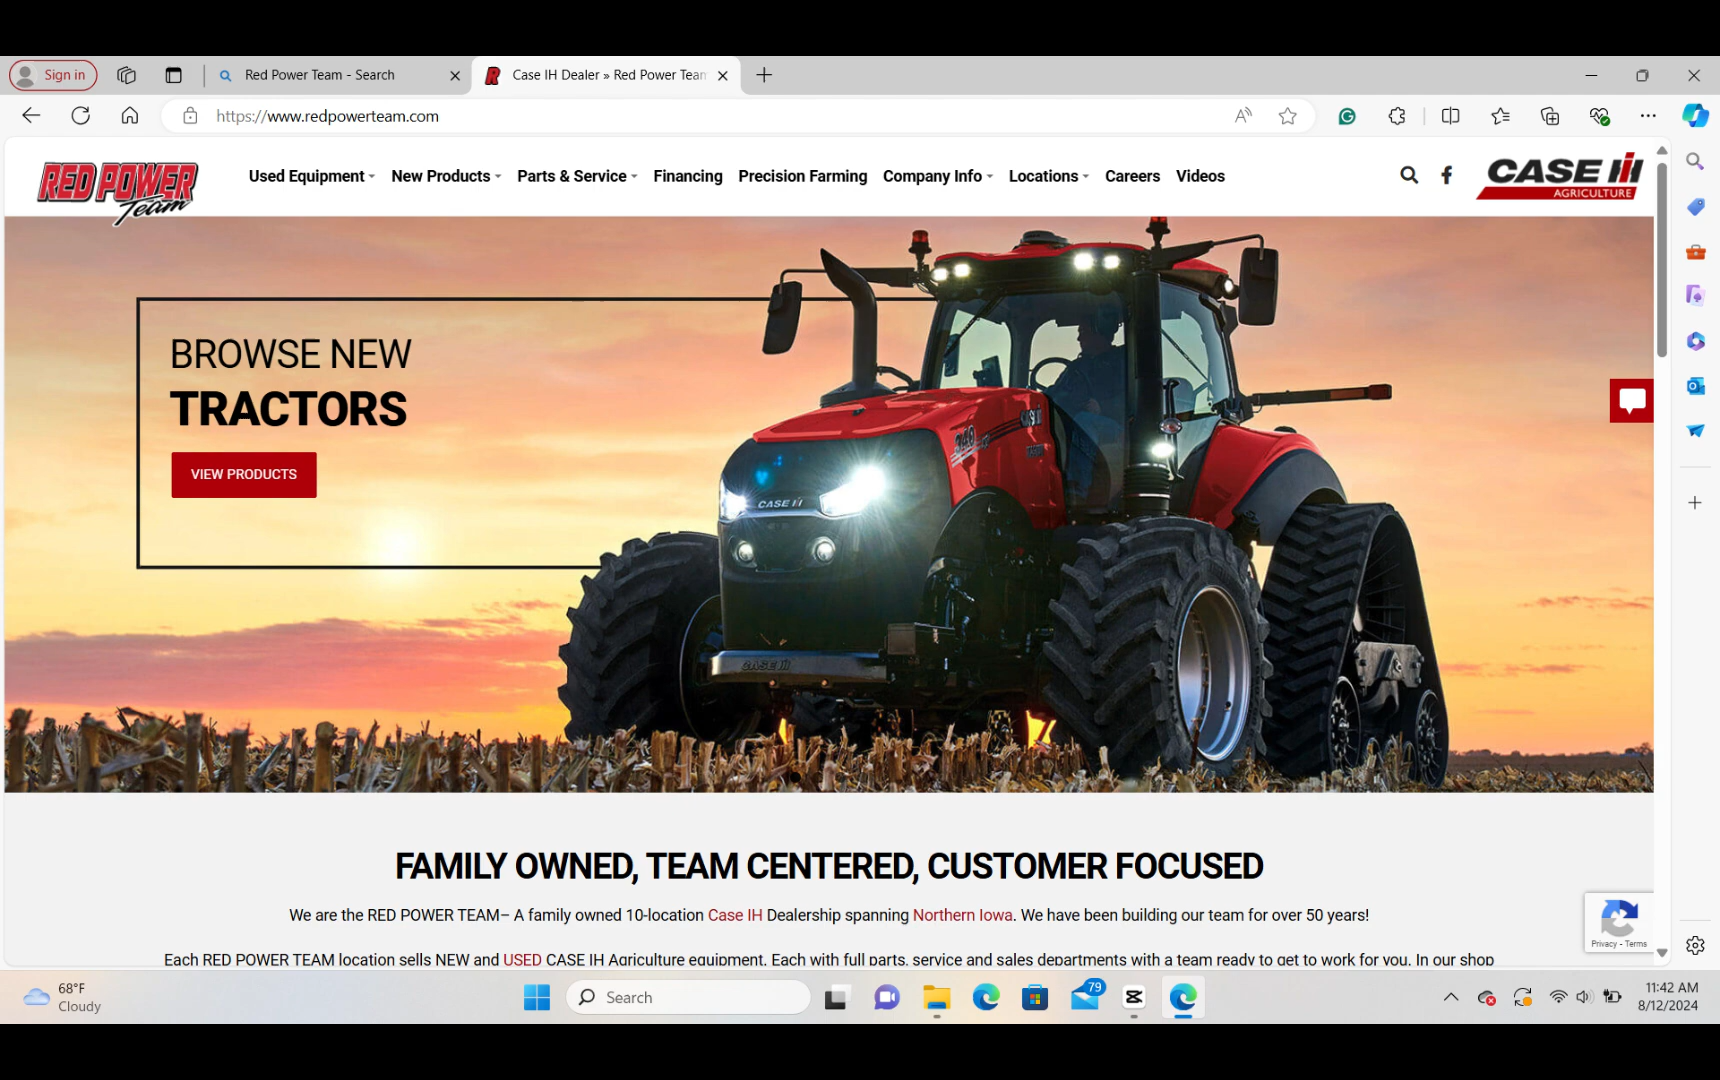 Sign in
Red Power Team - Search
Case IH Dealer » Red Power Tean
https://www.redpowerteam.com
RED POWER
Team
Used Equipment
New Products
Parts & Service
Financing
Precision Farming
Company Info
Locations
Careers
Videos
CASE IH
AGRICULTURE
BROWSE NEW
TRACTORS
VIEW PRODUCTS
CASE IH
340
CASE IH
CASE IH
FAMILY OWNED, TEAM CENTERED, CUSTOMER FOCUSED
We are the RED POWER TEAM– A family owned 10-location Case IH Dealership spanning Northern Iowa. We have been building our team for over 50 years!
Each RED POWER TEAM location sells NEW and USED CASE IH Agriculture equipment. Each with full parts, service and sales departments with a team ready to get to work for you. In our shop
Privacy - Terms
68°F
Cloudy
Search
79
11:42 AM
8/12/2024